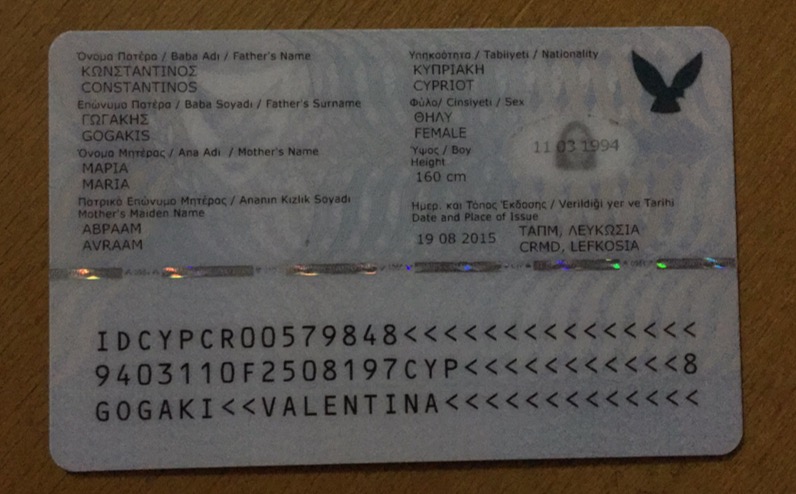 Όνομα Πατέρα / Baba Adı / Father's Name
ΚΩΝΣΤΑΝΤΙΝΟΣ
CONSTANTINOS
Επώνυμο Πατέρα / Baba Soyadı / Father's Surname
ΓΩΓΑΚΗΣ
GOGAKIS
Όνομα Μητέρας / Ana Adı / Mother's Name
ΜΑΡΙΑ
MARIA
Πατρικό Επώνυμο Μητέρας / Ananın Kızlık Soyadı
Mother's Maiden Name
ΑΒΡΑΑΜ
AVRAAM
Υπηκοότητα / Tabiiyeti / Nationality
ΚΥΠΡΙΑΚΗ
CYPRIOT
Φύλο/ Cinsiyeti / Sex
ΘΗΛΥ
FEMALE
Ύψος / Boy
Height
160 cm
11 03 1994
Ημερ. και Τόπος Έκδοσης / Verildiği yer ve Tarihi
Date and Place of Issue
19 08 2015 ΤΑΠΜ, ΛΕΥΚΩΣΙΑ
CRMD, LEFKOSIA
IDCYPCR00579848<<<<<<<<<<<<<<<
9403110F2508197CYP<<<<<<<<<<<8
GOGAKI<<VALENTINA<<<<<<<<<<<<<